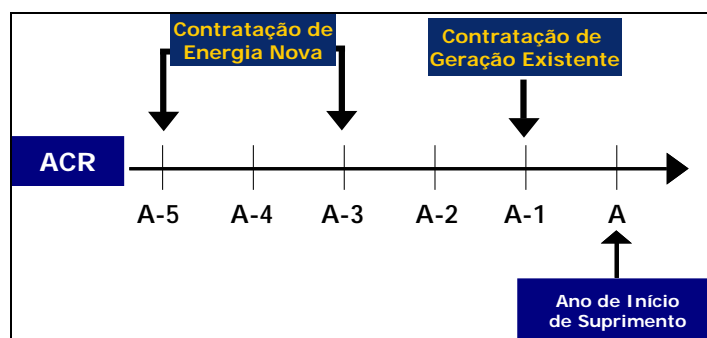 Contratação de
Energia Nova
Contratação de
Geração Existente
ACR
A-5 A-4 A-3 A-2 A-1 A
Ano de Início
de Suprimento